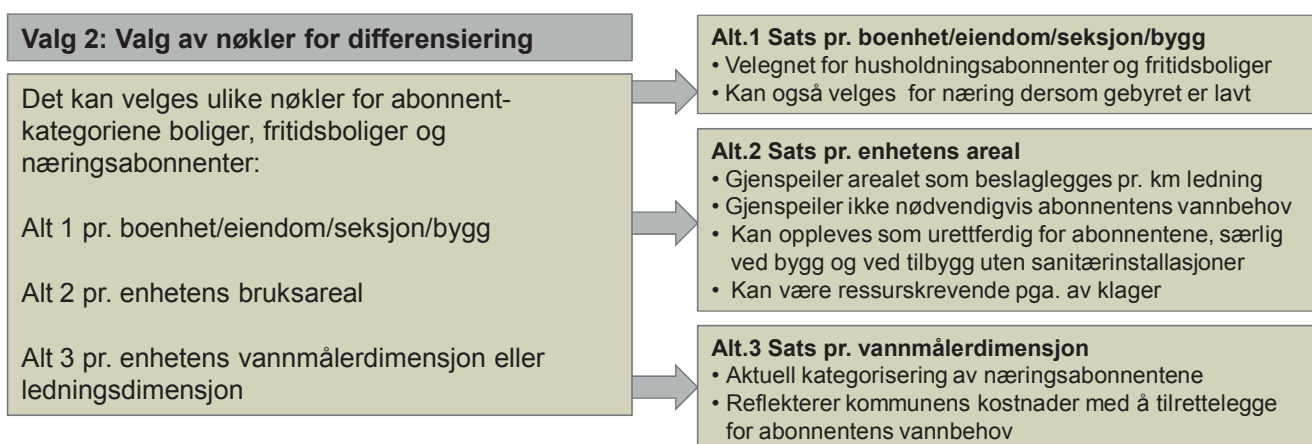 Valg 2: Valg av nøkler for differensiering
Det kan velges ulike nøkler for abonnent-
kategoriene boliger, fritidsboliger og
næringsabonnenter:
Alt 1 pr. boenhet/eiendom/seksjon/bygg
Alt 2 pr. enhetens bruksareal
Alt 3 pr. enhetens vannmålerdimensjon eller
ledningsdimensjon
Alt.1 Sats pr. boenhet/eiendom/seksjon/bygg
• Velegnet for husholdningsabonnenter og fritidsboliger
• Kan også velges for næring dersom gebyret er lavt
Alt.2 Sats pr. enhetens areal
• Gjenspeiler arealet som beslaglegges pr. km ledning
• Gjenspeiler ikke nødvendigvis abonnentens vannbehov
• Kan oppleves som urettferdig for abonnentene, særlig
ved bygg og ved tilbygg uten sanitærinstallasjoner
• Kan være ressurskrevende pga. av klager
Alt.3 Sats pr. vannmålerdimensjon
• Aktuell kategorisering av næringsabonnentene
• Reflekterer kommunens kostnader med å tilrettelegge
for abonnentens vannbehov